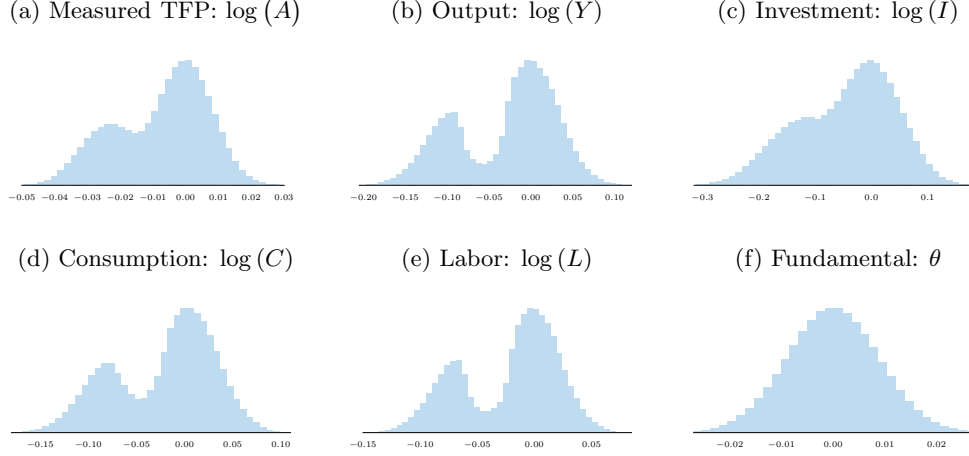 (a) Measured TFP: log (A)
(b) Output: log (Y)
(c) Investment: log (I)
−0.05 −0.04 −0.03 −0.02 −0.01 0.00 0.01 0.02 0.03
−0.20 −0.15 −0.10 −0.05 0.00 0.05 0.10
−0.3 −0.2 −0.1 0.0 0.1
(d) Consumption: log (C)
(e) Labor: log (L)
(f) Fundamental: θ
−0.15 −0.10 −0.05 0.00 0.05 0.10
−0.15 −0.10 −0.05 0.00 0.05
−0.02 −0.01 0.00 0.01 0.02